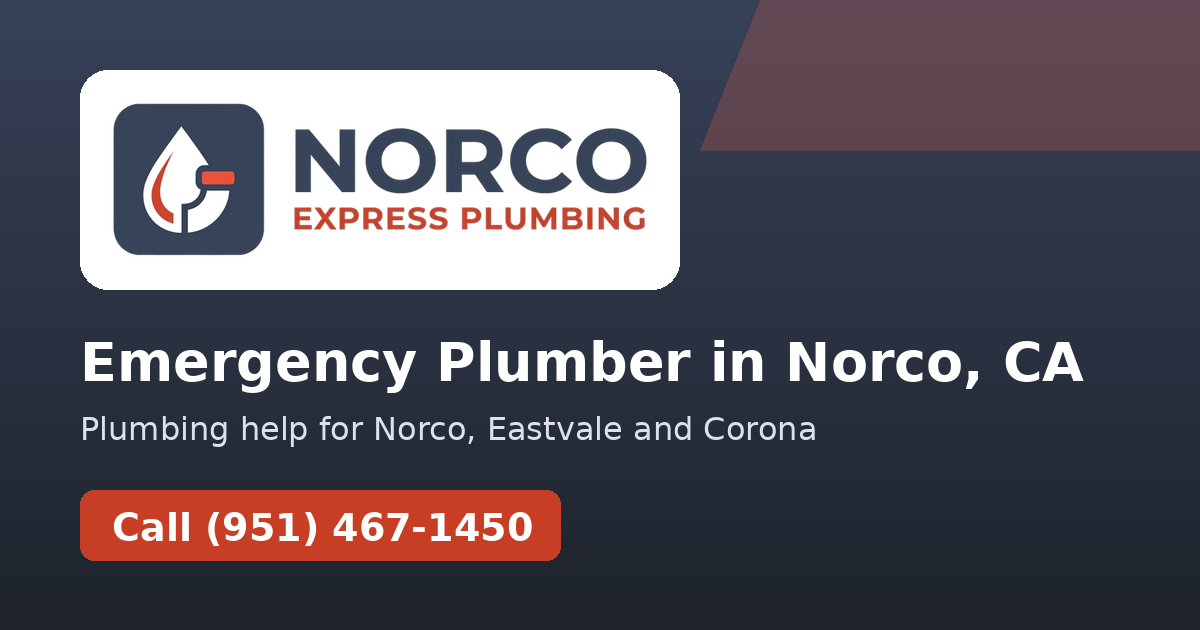 NORCO
EXPRESS PLUMBING
Emergency Plumber in Norco, CA
Plumbing help for Norco, Eastvale and Corona
Call (951) 467-1450